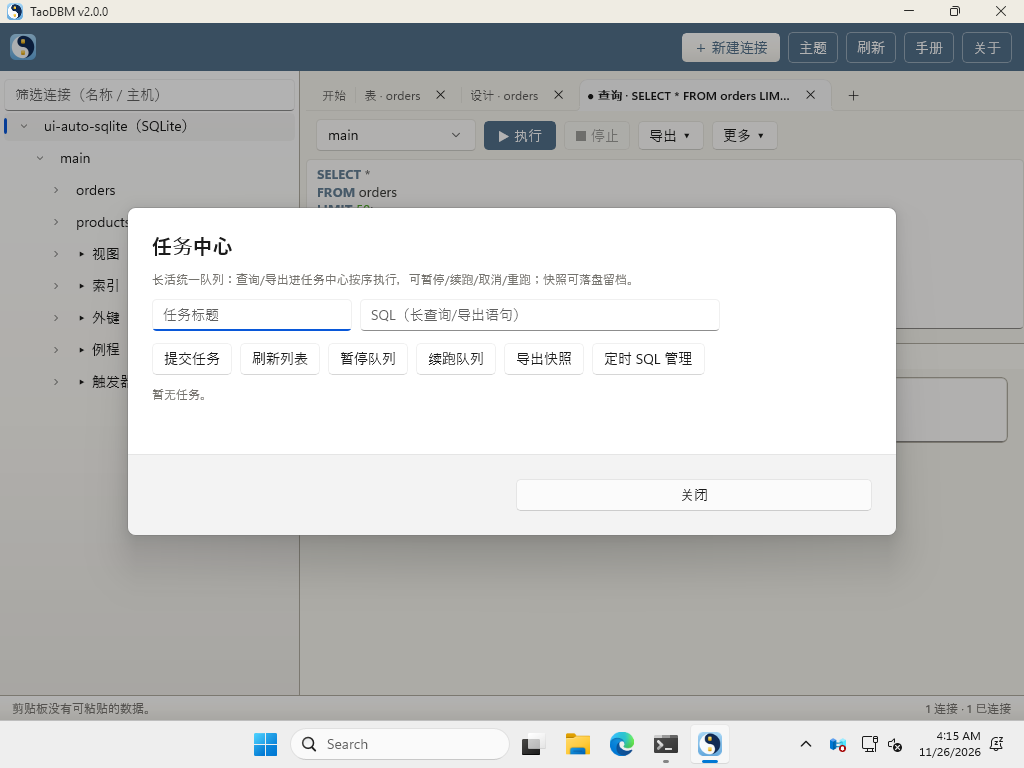 TaoDBM v2.0.0
+ 新建连接
主题
刷新
手册
关于
筛选连接（名称 / 主机）
ui-auto-sqlite（SQLite）
main
orders
products
视图
索引
外键
例程
触发器
开始
表 · orders
设计 · orders
● 查询 · SELECT * FROM orders LIM...
main
执行
停止
导出
更多
SELECT *
FROM orders
LIMIT 50;
任务中心
长活统一队列：查询/导出进任务中心按序执行，可暂停/续跑/取消/重跑；快照可落盘留档。
任务标题
SQL（长查询/导出语句）
提交任务
刷新列表
暂停队列
续跑队列
导出快照
定时 SQL 管理
暂无任务。
关闭
剪贴板没有可粘贴的数据。
1 连接 · 1 已连接
Search
4:15 AM
11/26/2026